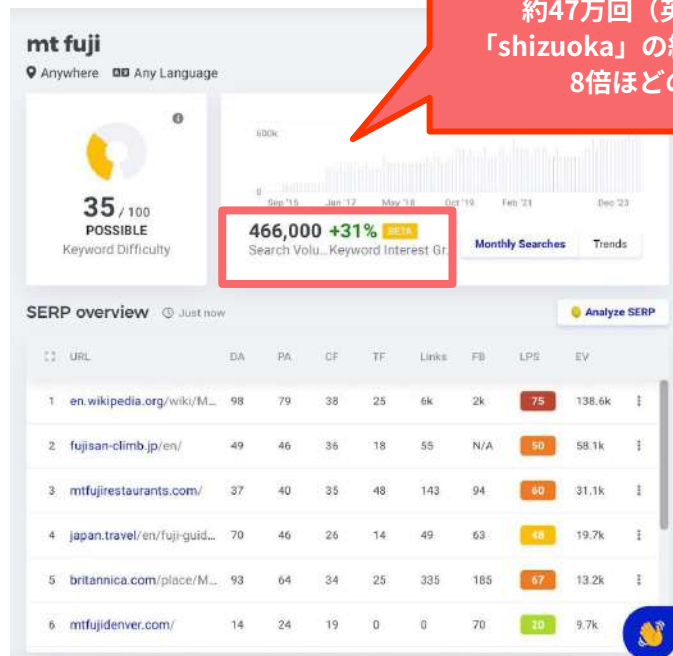 約47万回（英
「shizuoka」の
8倍ほどの
mt fuji
Anywhere Any Language
600k
0
Sep '15 Jan '17 May '18 Oct '19 Feb '21 Dec '23
35 / 100
POSSIBLE
Keyword Difficulty
466,000 +31% BETA
Search Volu... Keyword Interest Gr.
Monthly Searches Trends
SERP overview Just now
Analyze SERP
URL DA PA CF TF Links FB LPS EV
1 en.wikipedia.org/wiki/M... 98 79 38 25 6k 2k 75 138.6k
2 fujisan-climb.jp/en/ 49 46 36 18 55 N/A 50 58.1k
3 mtfujirestaurants.com/ 37 40 35 48 143 94 60 31.1k
4 japan.travel/en/fuji-guid... 70 46 26 14 49 63 48 19.7k
5 britannica.com/place/M... 93 64 34 25 335 185 67 13.2k
6 mtfujidenver.com/ 14 24 19 0 0 70 20 9.7k